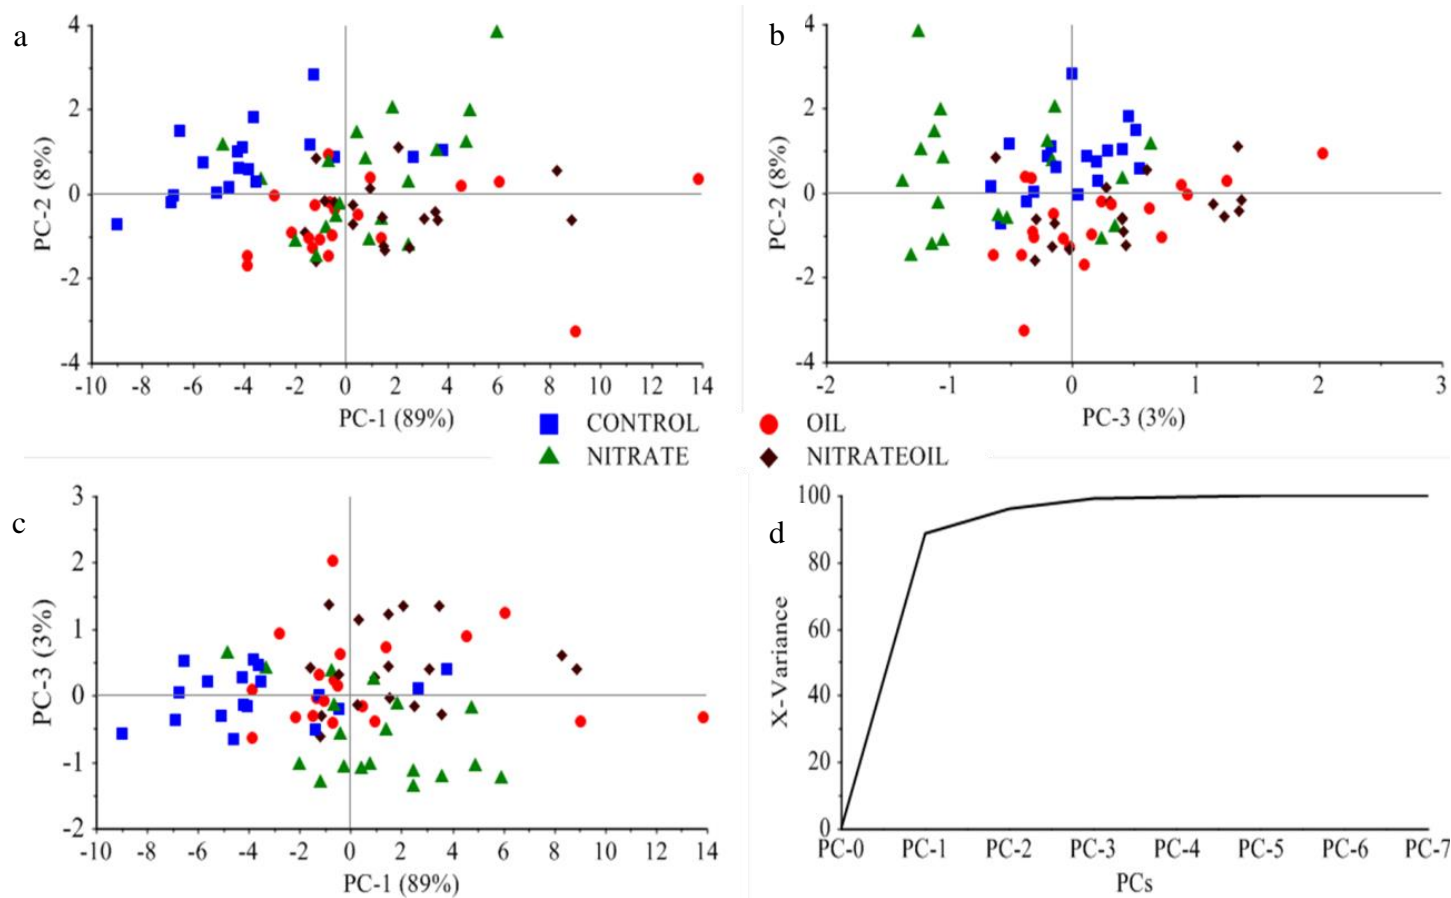 a
4
2
0
-2
-4
PC-2 (8%)
-10 -8 -6 -4 -2 0 2 4 6 8 10 12 14
PC-1 (89%)
b
4
2
0
-2
-4
PC-2 (8%)
-2 -1 0 1 2 3
PC-3 (3%)
CONTROL
OIL
NITRATE
NITRATEOIL
c
3
2
1
0
-1
-2
PC-3 (3%)
-10 -8 -6 -4 -2 0 2 4 6 8 10 12 14
PC-1 (89%)
d
100
80
60
40
20
0
X-Variance
PC-0 PC-1 PC-2 PC-3 PC-4 PC-5 PC-6 PC-7
PCs